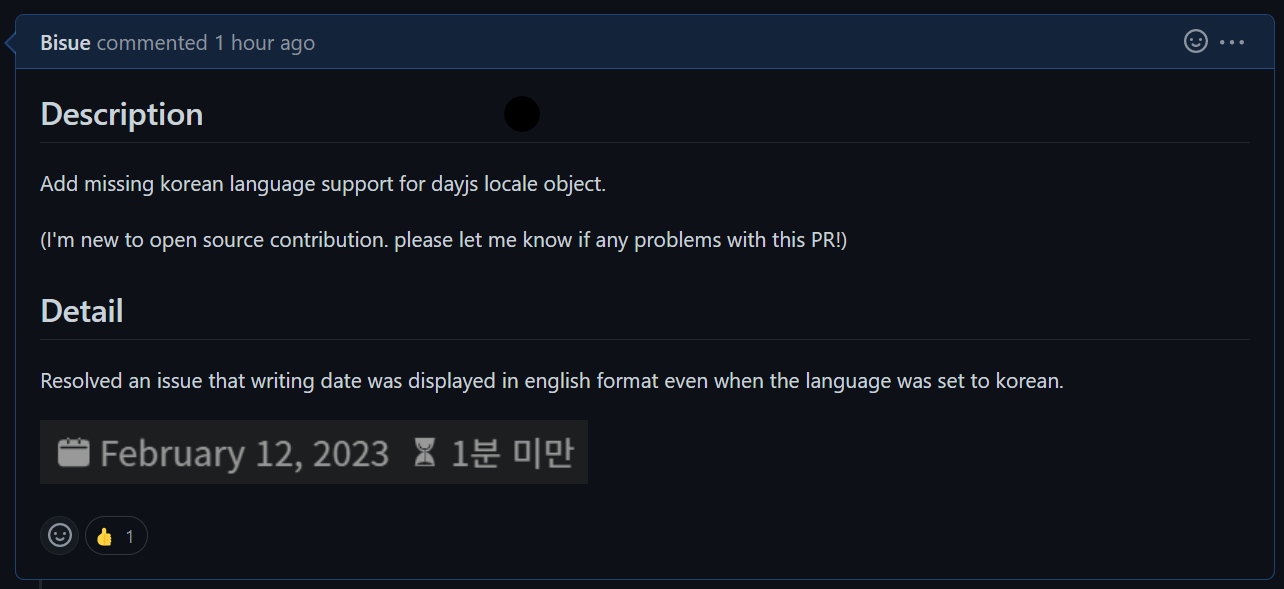 Bisue commented 1 hour ago
Description
Add missing korean language support for dayjs locale object.
(I'm new to open source contribution. please let me know if any problems with this PR!)
Detail
Resolved an issue that writing date was displayed in english format even when the language was set to korean.
February 12, 2023 1분 미만
1